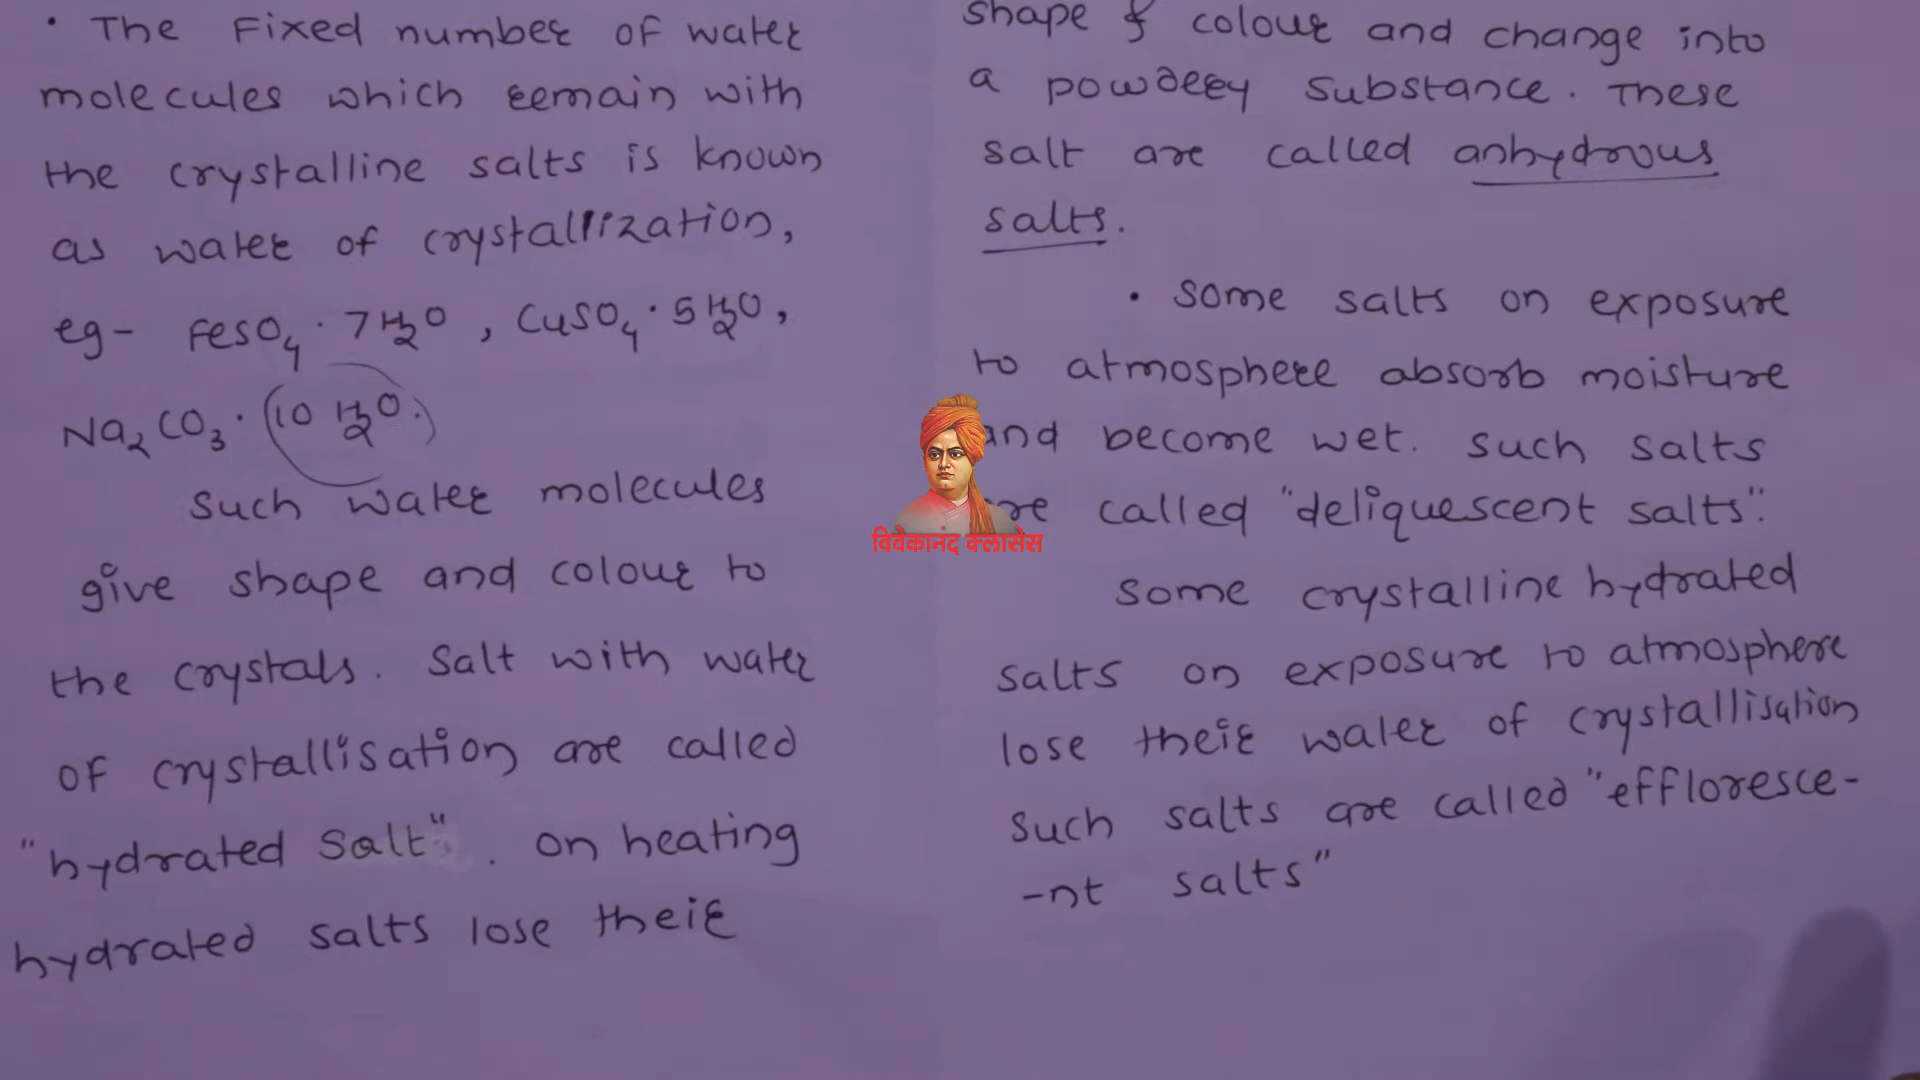 • The Fixed number of water
molecules which remain with
the crystalline salts is known
as water of crystallization,
eg- FeSO₄ · 7H₂O , CuSO₄ · 5H₂O ,
Na₂CO₃ · (10 H₂O.)
Such water molecules
give shape and colour to
the crystals. Salt with water
of crystallisation are called
"hydrated Salt" . on heating
hydrated salts lose their
shape & colour and change into
a powdery substance. These
salt are called anhydrous
salts.
• Some salts on exposure
to atmosphere absorb moisture
and become wet. Such salts
are called "deliquescent salts".
Some crystalline hydrated
salts on exposure to atmosphere
lose their water of crystallisation
Such salts are called "effloresce-
-nt salts"
विवेकानंद क्लासेस